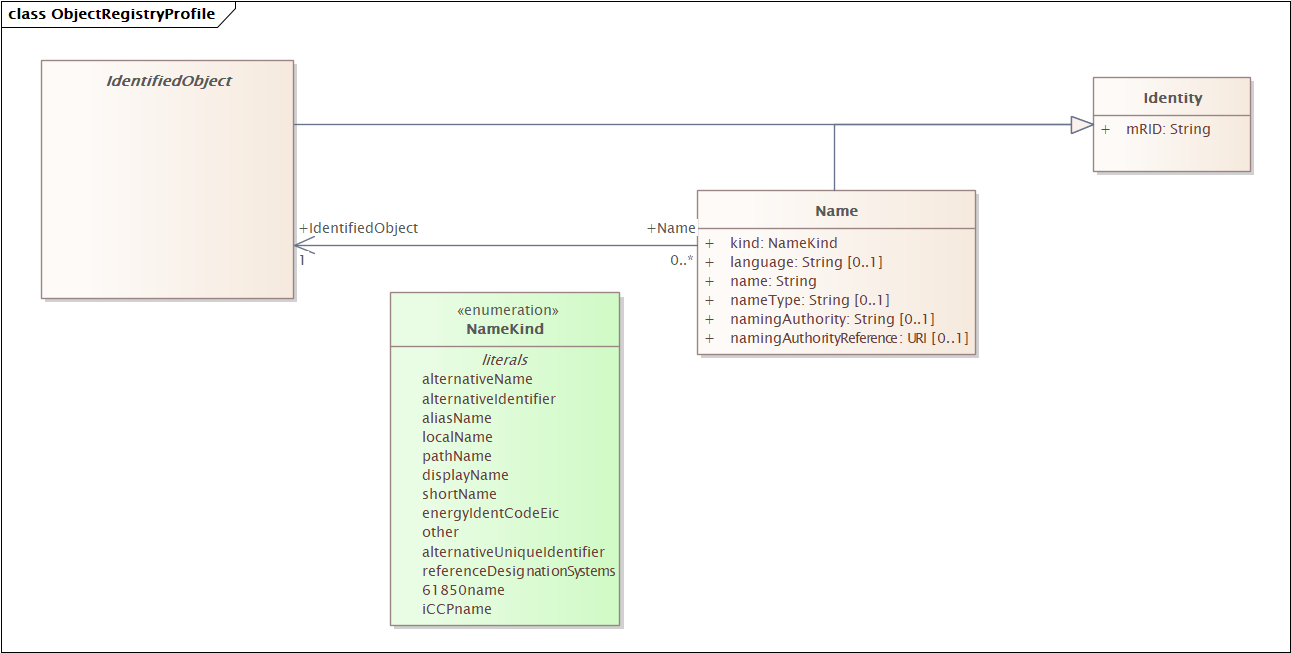 class ObjectRegistryProfile
IdentifiedObject
Identity
+ mRID: String
+IdentifiedObject
1
+Name
0..*
Name
+ kind: NameKind
+ language: String [0..1]
+ name: String
+ nameType: String [0..1]
+ namingAuthority: String [0..1]
+ namingAuthorityReference: URI [0..1]
«enumeration»
NameKind
literals
alternativeName
alternativeIdentifier
aliasName
localName
pathName
displayName
shortName
energyIdentCodeEic
other
alternativeUniqueIdentifier
referenceDesignationSystems
61850name
iCCPname